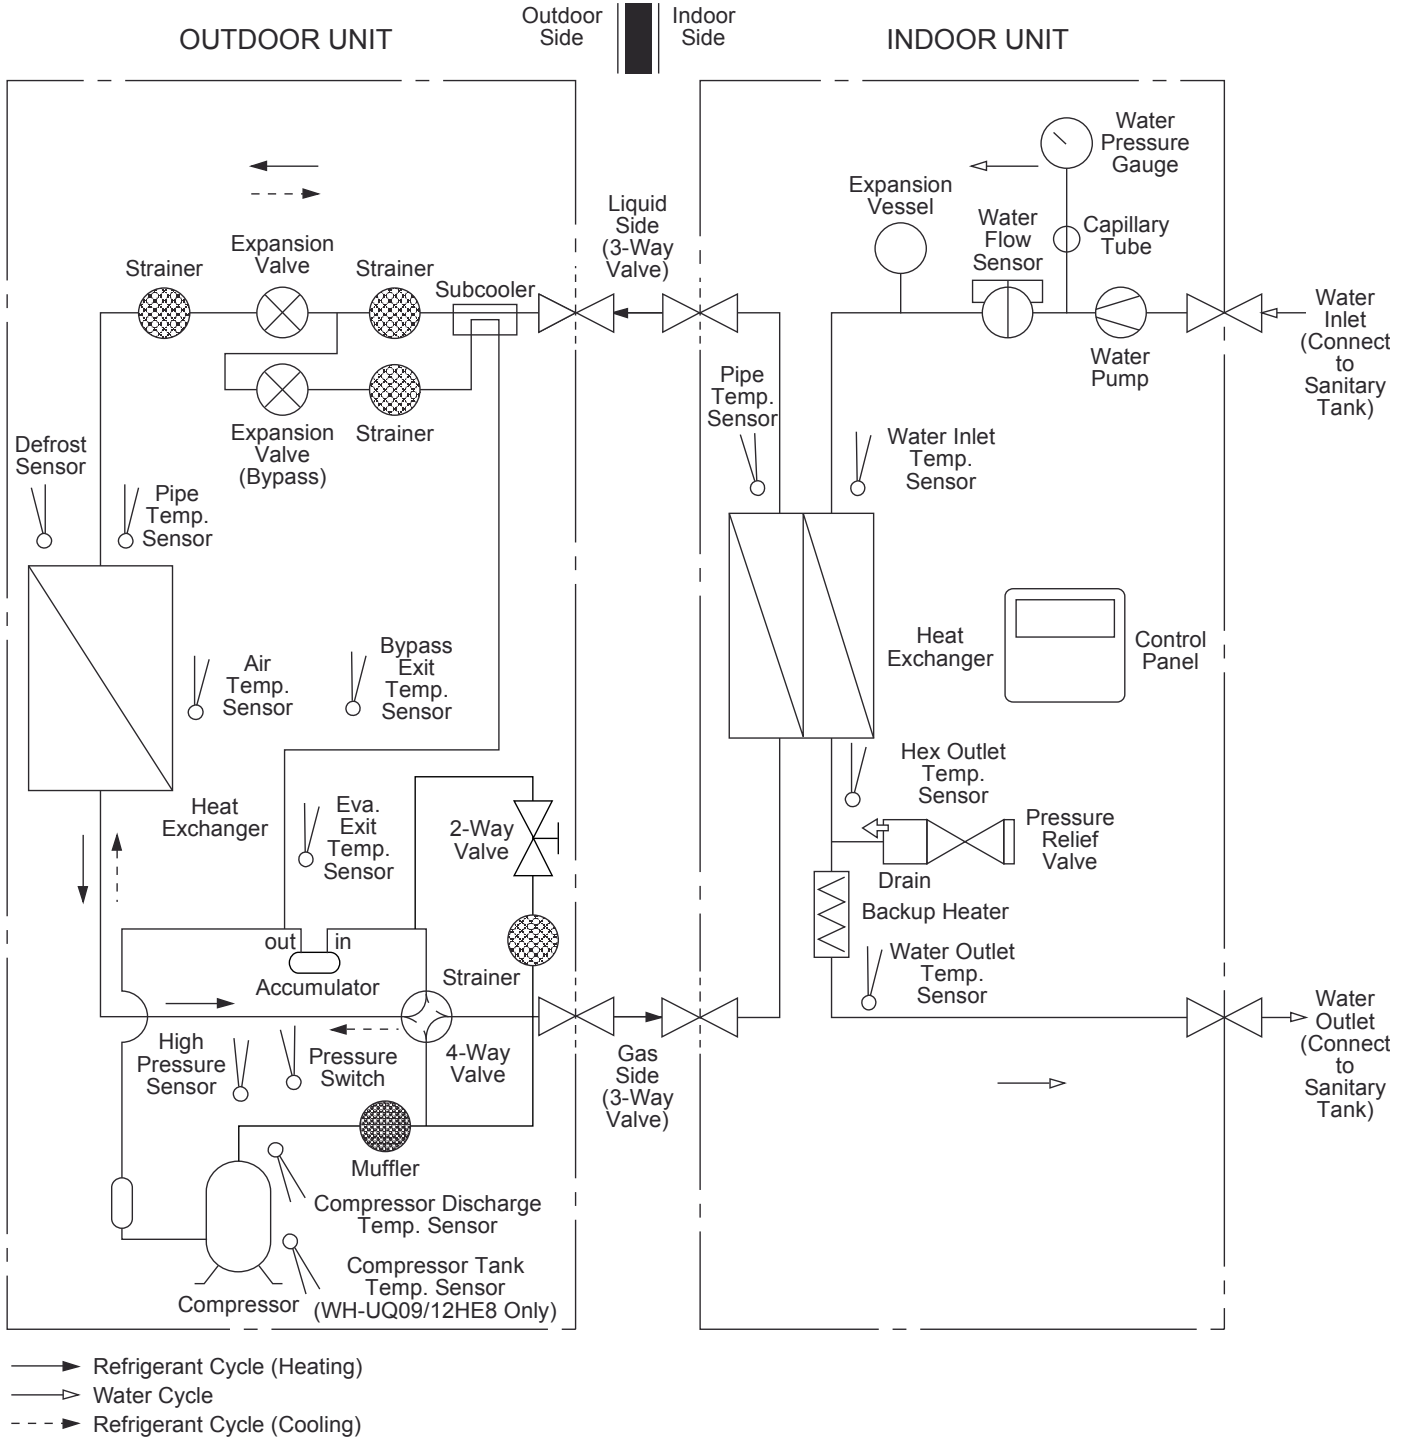 OUTDOOR UNIT
Outdoor
Side
Indoor
Side
INDOOR UNIT
Strainer
Expansion
Valve
Strainer
Subcooler
Liquid
Side
(3-Way
Valve)
Expansion
Valve
(Bypass)
Strainer
Defrost
Sensor
Pipe
Temp.
Sensor
Air
Temp.
Sensor
Bypass
Exit
Temp.
Sensor
Heat
Exchanger
Eva.
Exit
Temp.
Sensor
2-Way
Valve
out
in
Accumulator
Strainer
High
Pressure
Sensor
Pressure
Switch
4-Way
Valve
Gas
Side
(3-Way
Valve)
Muffler
Compressor Discharge
Temp. Sensor
Compressor Tank
Temp. Sensor
(WH-UQ09/12HE8 Only)
Compressor
Water
Pressure
Gauge
Expansion
Vessel
Water
Flow
Sensor
Capillary
Tube
Water
Pump
Water
Inlet
(Connect
to
Sanitary
Tank)
Pipe
Temp.
Sensor
Water Inlet
Temp.
Sensor
Heat
Exchanger
Control
Panel
Hex Outlet
Temp.
Sensor
Pressure
Relief
Valve
Drain
Backup Heater
Water Outlet
Temp.
Sensor
Water
Outlet
(Connect
to
Sanitary
Tank)
Refrigerant Cycle (Heating)
Water Cycle
Refrigerant Cycle (Cooling)